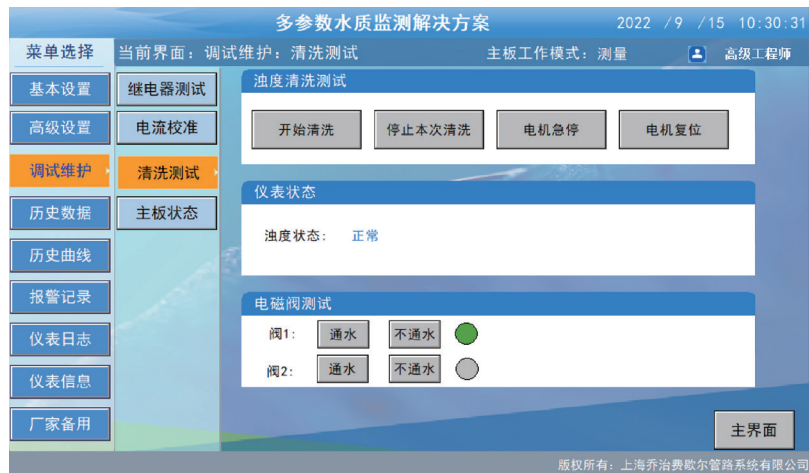 多参数水质监测解决方案
2022 /9 /15 10:30:31
菜单选择
当前界面：调试维护：清洗测试
主板工作模式：测量
高级工程师
基本设置
高级设置
调试维护
历史数据
历史曲线
报警记录
仪表日志
仪表信息
厂家备用
继电器测试
电流校准
清洗测试
主板状态
浊度清洗测试
开始清洗 停止本次清洗 电机急停 电机复位
仪表状态
浊度状态： 正常
电磁阀测试
阀1： 通水 不通水
阀2： 通水 不通水
主界面
版权所有：上海乔治费歇尔管路系统有限公司